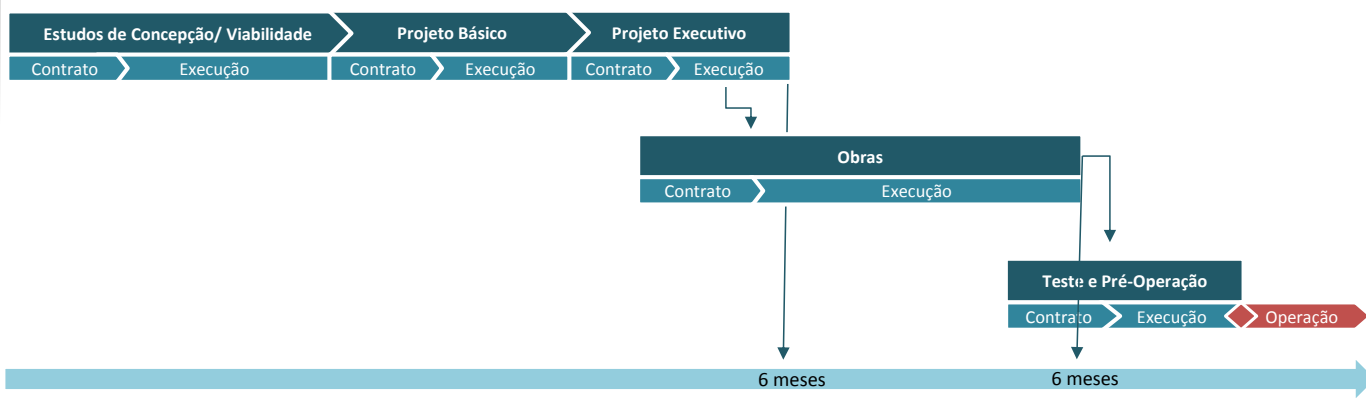 Estudos de Concepção/ Viabilidade Projeto Básico Projeto Executivo
Contrato Execução Contrato Execução Contrato Execução
Obras
Contrato Execução
Teste e Pré-Operação
Contrato Execução Operação
6 meses 6 meses